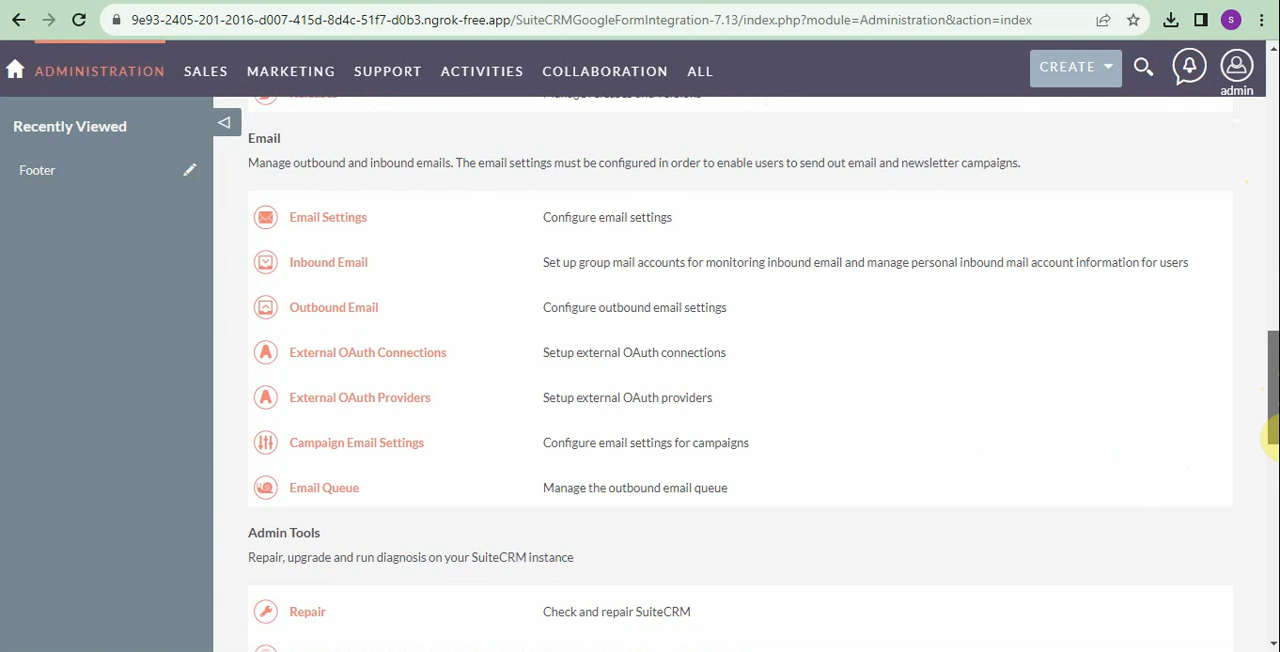 9e93-2405-201-2016-d007-415d-8d4c-51f7-d0b3.ngrok-free.app/SuiteCRMGoogleFormIntegration-7.13/index.php?module=Administration&action=index
S
ADMINISTRATION SALES MARKETING SUPPORT ACTIVITIES COLLABORATION ALL CREATE
admin
Recently Viewed
Footer
Email
Manage outbound and inbound emails. The email settings must be configured in order to enable users to send out email and newsletter campaigns.
Email Settings Configure email settings
Inbound Email Set up group mail accounts for monitoring inbound email and manage personal inbound mail account information for users
Outbound Email Configure outbound email settings
External OAuth Connections Setup external OAuth connections
External OAuth Providers Setup external OAuth providers
Campaign Email Settings Configure email settings for campaigns
Email Queue Manage the outbound email queue
Admin Tools
Repair, upgrade and run diagnosis on your SuiteCRM instance
Repair Check and repair SuiteCRM